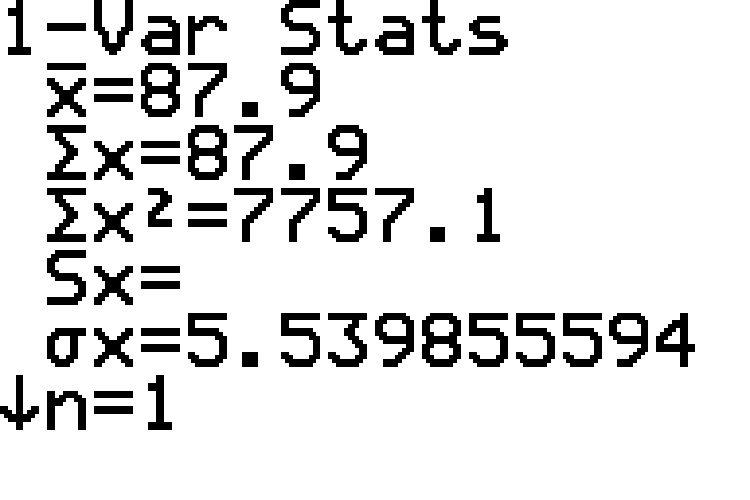 1-Var Stats
x̄=87.9
Σx=87.9
Σx²=7757.1
Sx=
σx=5.539855594
↓n=1